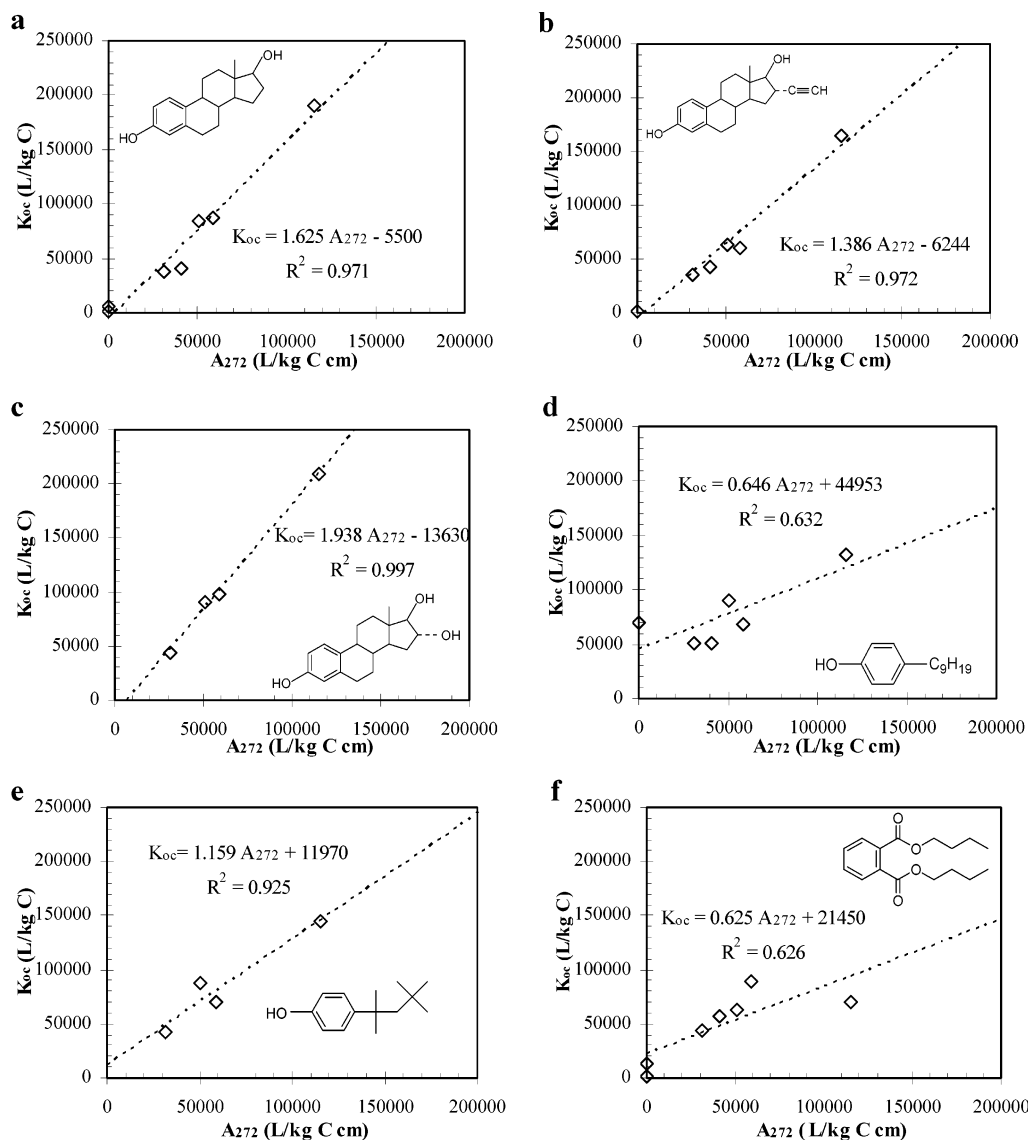 a
250000
200000
150000
100000
50000
0
Koc (L/kg C)
OH
HO
Koc = 1.625 A272 - 5500
R2 = 0.971
0 50000 100000 150000 200000
A272 (L/kg C cm)
b
250000
200000
150000
100000
50000
0
Koc (L/kg C)
OH
C≡CH
HO
Koc = 1.386 A272 - 6244
R2 = 0.972
0 50000 100000 150000 200000
A272 (L/kg C cm)
c
250000
200000
150000
100000
50000
0
Koc (L/kg C)
Koc= 1.938 A272 - 13630
R2 = 0.997
OH
OH
HO
0 50000 100000 150000 200000
A272 (L/kg C cm)
d
250000
200000
150000
100000
50000
0
Koc (L/kg C)
Koc = 0.646 A272 + 44953
R2 = 0.632
HO C9H19
0 50000 100000 150000 200000
A272 (L/kg C cm)
e
250000
200000
150000
100000
50000
0
Koc (L/kg C)
Koc= 1.159 A272 + 11970
R2 = 0.925
HO
0 50000 100000 150000 200000
A272 (L/kg C cm)
f
250000
200000
150000
100000
50000
0
Koc (L/kg C)
O
O
O
O
Koc = 0.625 A272 + 21450
R2 = 0.626
0 50000 100000 150000 200000
A272 (L/kg C cm)